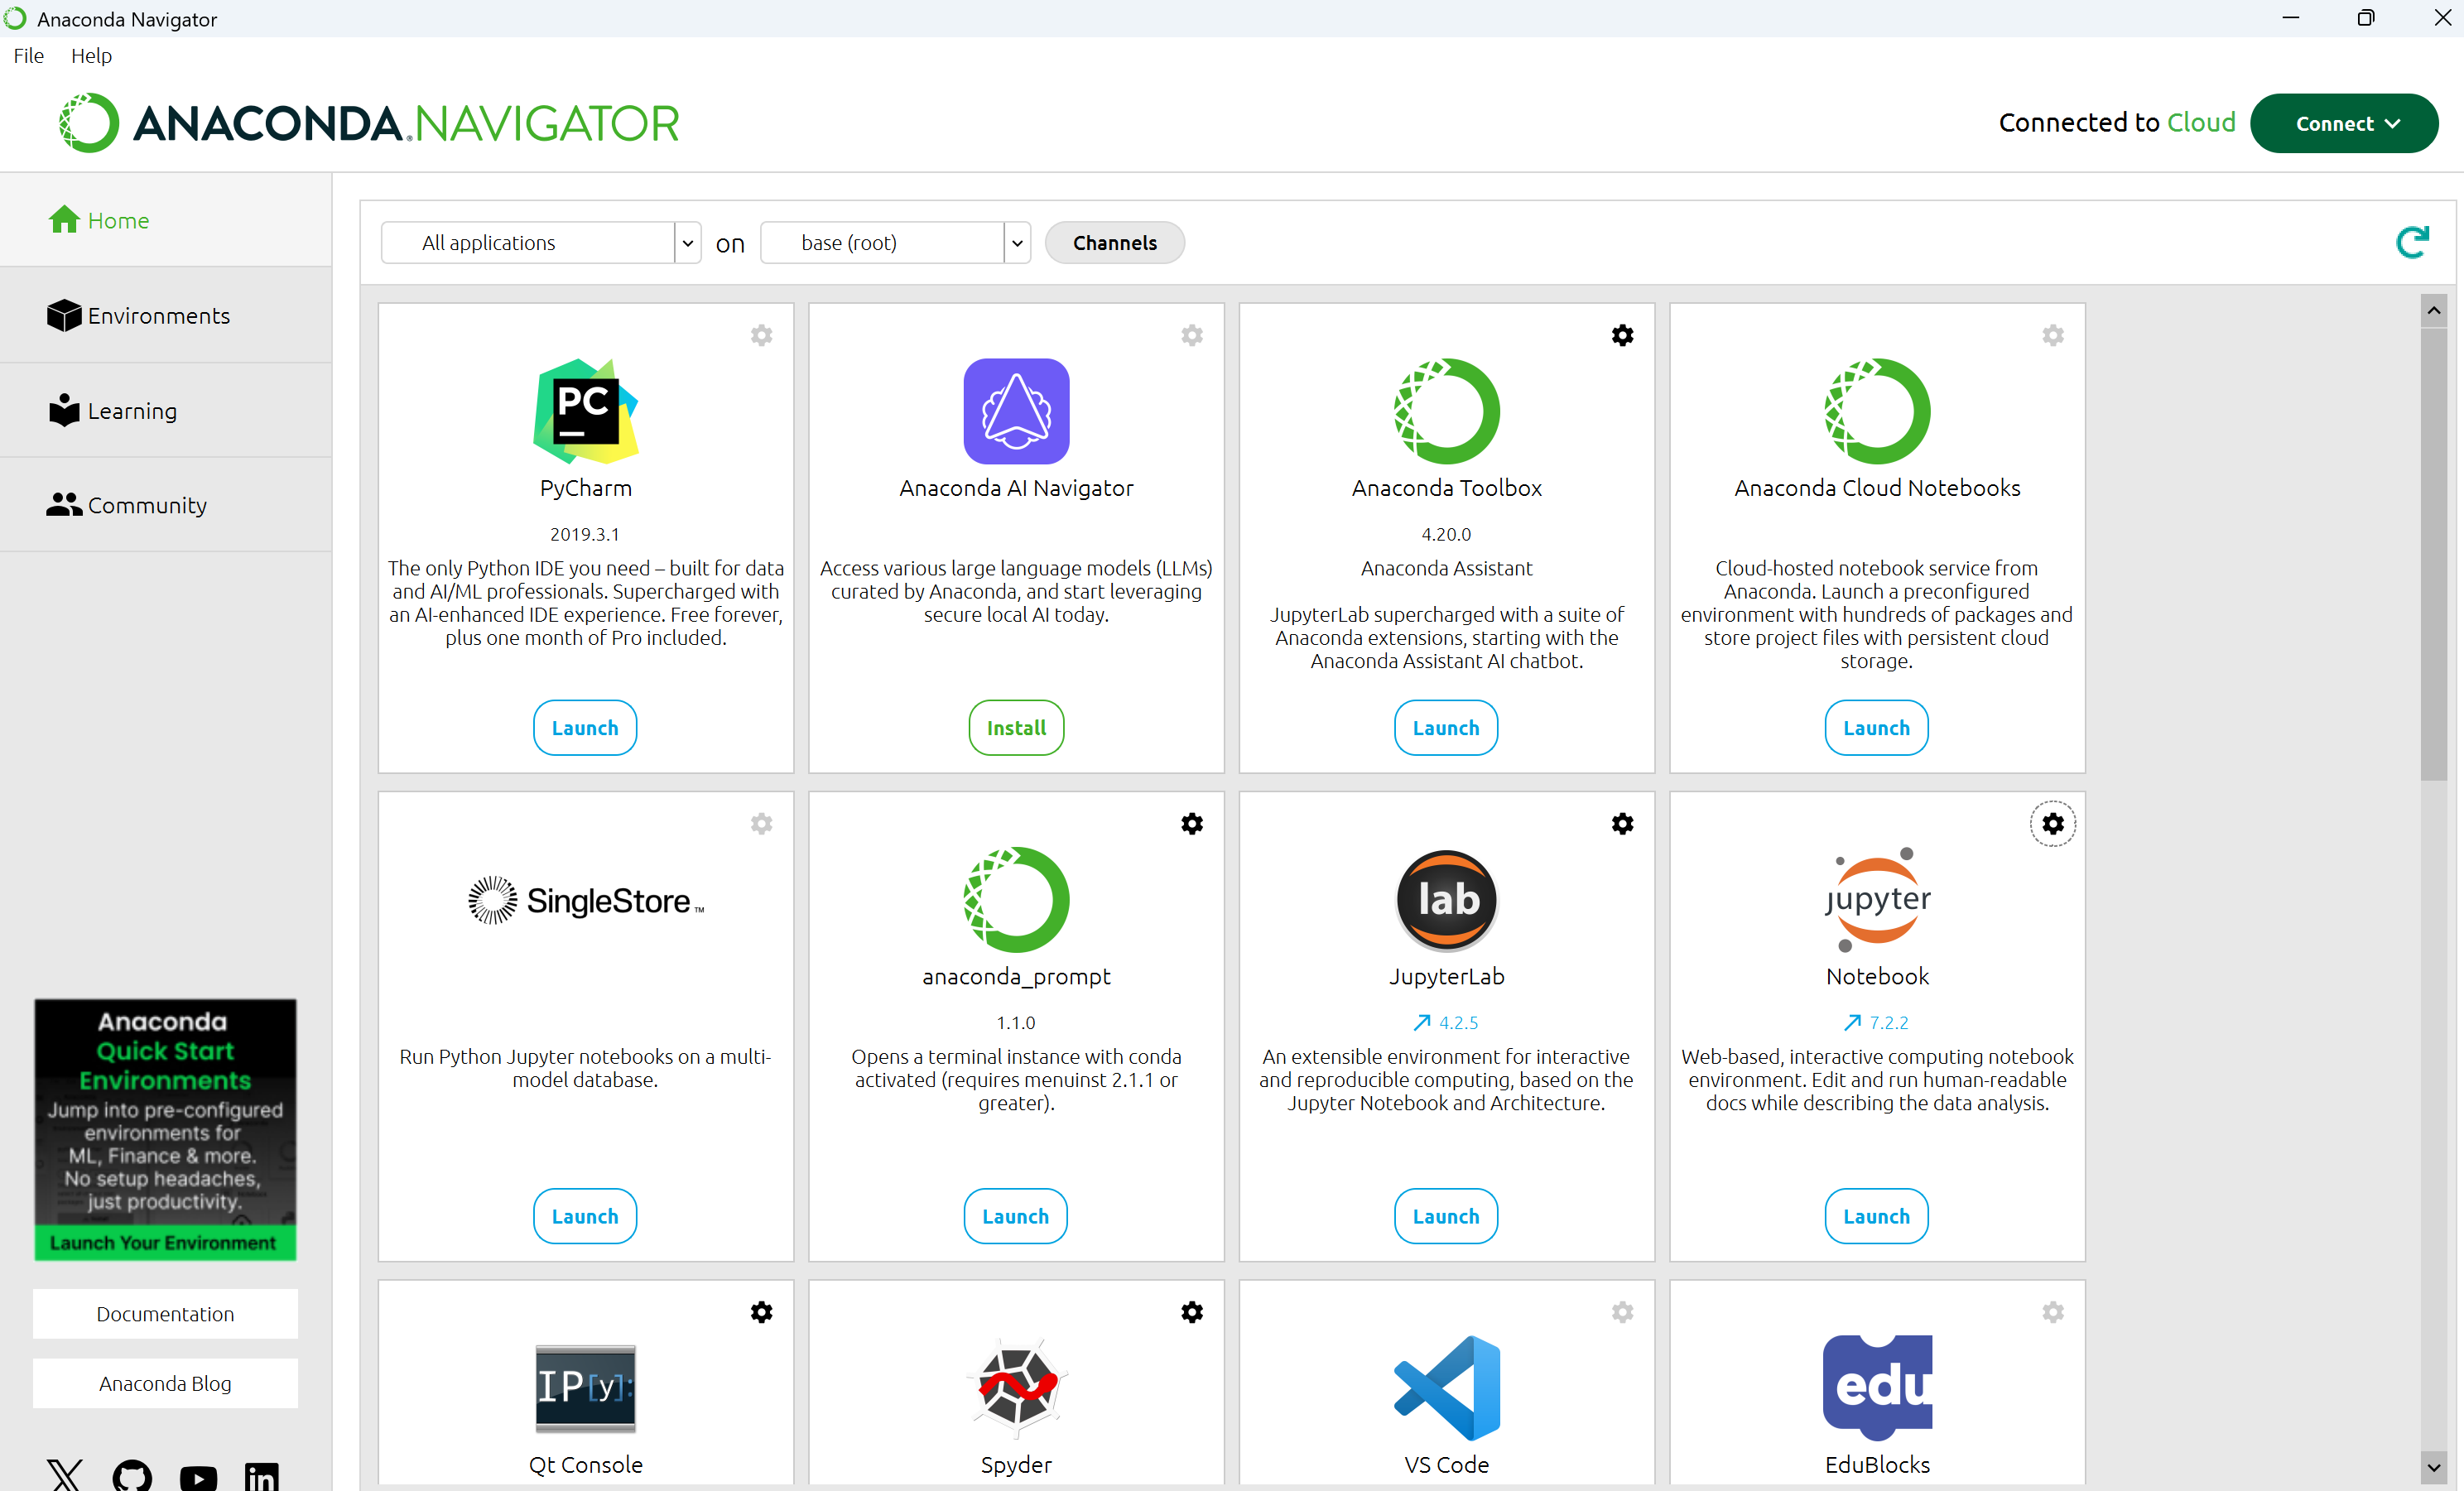 Anaconda Navigator
File Help
ANACONDA.NAVIGATOR
Connected to Cloud
Connect
Home
Environments
Learning
Community
All applications on base (root) Channels
PyCharm
2019.3.1
The only Python IDE you need – built for data
and AI/ML professionals. Supercharged with
an AI-enhanced IDE experience. Free forever,
plus one month of Pro included.
Launch
Anaconda AI Navigator
Access various large language models (LLMs)
curated by Anaconda, and start leveraging
secure local AI today.
Install
Anaconda Toolbox
4.20.0
Anaconda Assistant
JupyterLab supercharged with a suite of
Anaconda extensions, starting with the
Anaconda Assistant AI chatbot.
Launch
Anaconda Cloud Notebooks
Cloud-hosted notebook service from
Anaconda. Launch a preconfigured
environment with hundreds of packages and
store project files with persistent cloud
storage.
Launch
SingleStore™
Run Python Jupyter notebooks on a multi-
model database.
Launch
anaconda_prompt
1.1.0
Opens a terminal instance with conda
activated (requires menuinst 2.1.1 or
greater).
Launch
lab
JupyterLab
4.2.5
An extensible environment for interactive
and reproducible computing, based on the
Jupyter Notebook and Architecture.
Launch
jupyter
Notebook
7.2.2
Web-based, interactive computing notebook
environment. Edit and run human-readable
docs while describing the data analysis.
Launch
IP[y]:
Qt Console
Spyder
VS Code
edu
EduBlocks
PC
Anaconda
Quick Start
Environments
Jump into pre-configured
environments for
ML, Finance & more.
No setup headaches,
just productivity.
Launch Your Environment
Documentation
Anaconda Blog
in